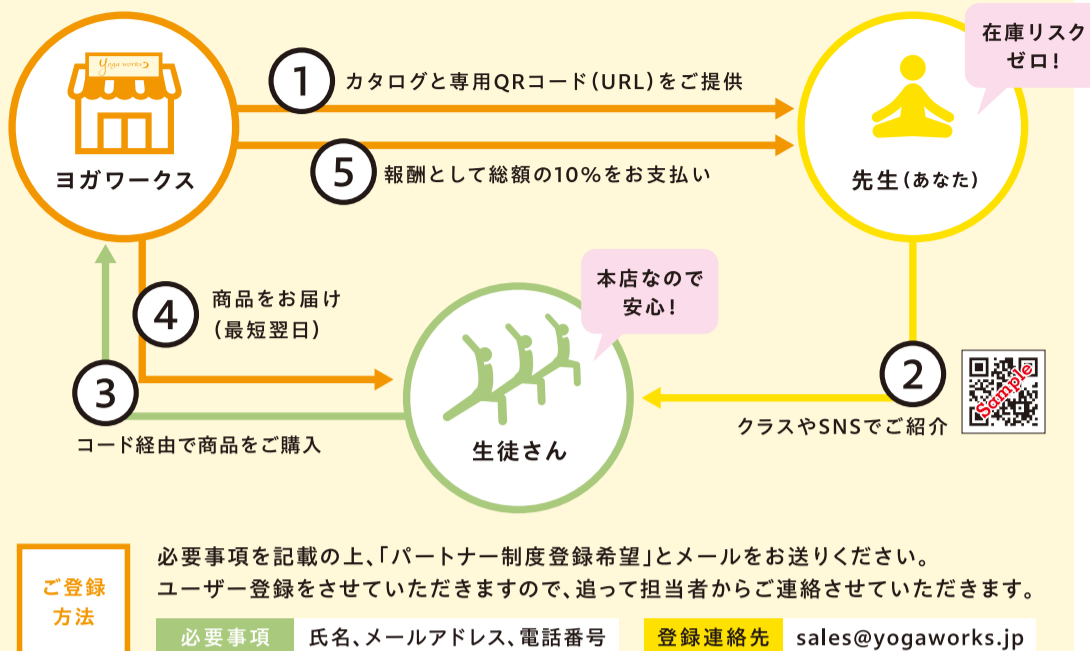 Yoga works
ヨガワークス
① カタログと専用QRコード(URL)をご提供
⑤ 報酬として総額の10%をお支払い
在庫リスク
ゼロ!
先生(あなた)
④ 商品をお届け
(最短翌日)
本店なので
安心!
③
コード経由で商品をご購入
生徒さん
②
Sample
クラスやSNSでご紹介
ご登録
方法
必要事項を記載の上、「パートナー制度登録希望」とメールをお送りください。
ユーザー登録をさせていただきますので、追って担当者からご連絡させていただきます。
必要事項 氏名、メールアドレス、電話番号 登録連絡先 sales@yogaworks.jp